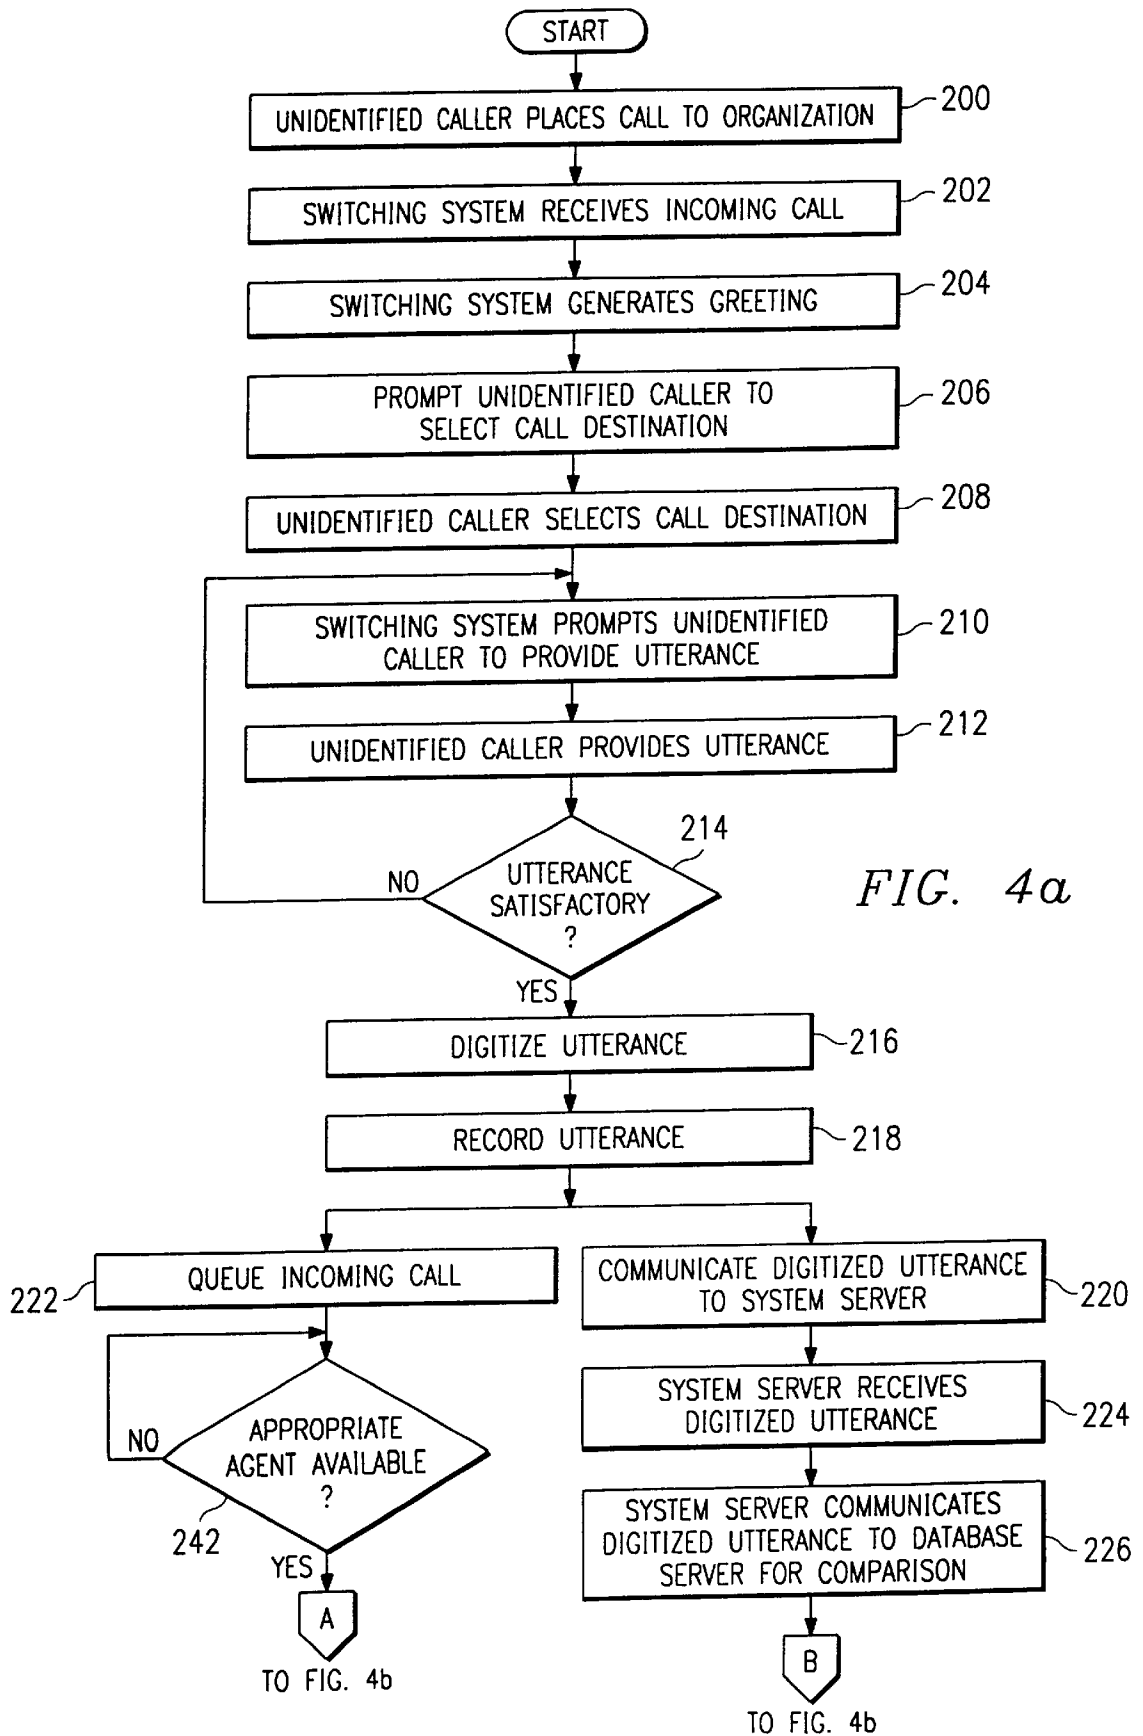 START
UNIDENTIFIED CALLER PLACES CALL TO ORGANIZATION
200
SWITCHING SYSTEM RECEIVES INCOMING CALL
202
SWITCHING SYSTEM GENERATES GREETING
204
PROMPT UNIDENTIFIED CALLER TO
SELECT CALL DESTINATION
206
UNIDENTIFIED CALLER SELECTS CALL DESTINATION
208
SWITCHING SYSTEM PROMPTS UNIDENTIFIED
CALLER TO PROVIDE UTTERANCE
210
UNIDENTIFIED CALLER PROVIDES UTTERANCE
212
214
UTTERANCE
SATISFACTORY
?
NO
YES
FIG. 4a
DIGITIZE UTTERANCE
216
RECORD UTTERANCE
218
QUEUE INCOMING CALL
222
APPROPRIATE
AGENT AVAILABLE
?
NO
242
YES
A
TO FIG. 4b
COMMUNICATE DIGITIZED UTTERANCE
TO SYSTEM SERVER
220
SYSTEM SERVER RECEIVES
DIGITIZED UTTERANCE
224
SYSTEM SERVER COMMUNICATES
DIGITIZED UTTERANCE TO DATABASE
SERVER FOR COMPARISON
226
B
TO FIG. 4b